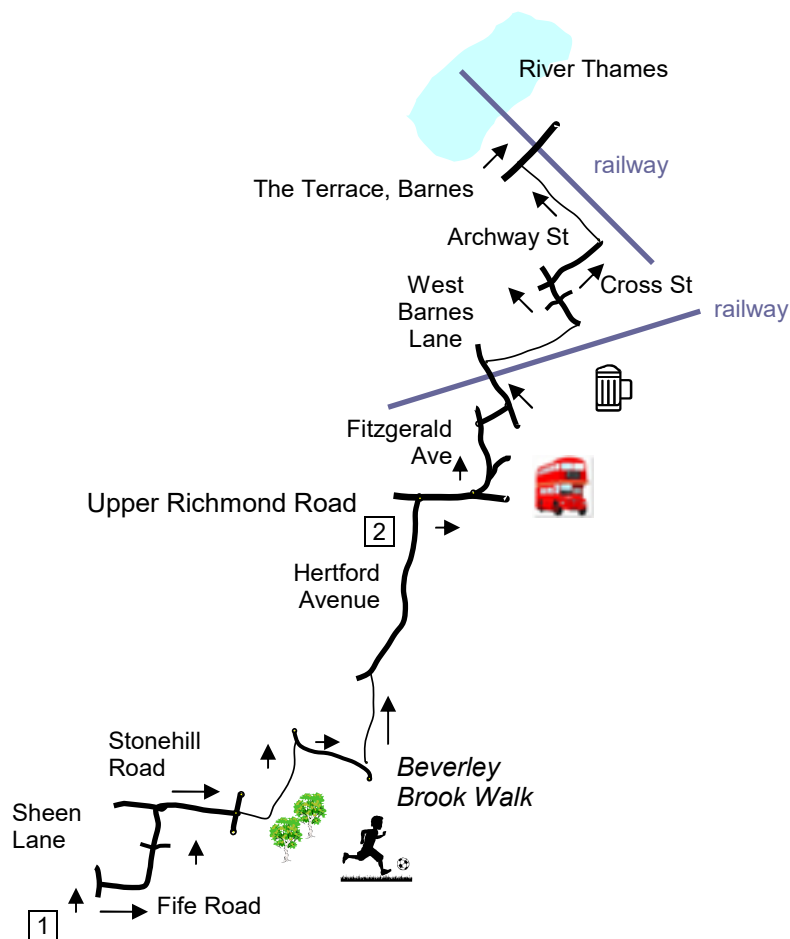 River Thames
railway
The Terrace, Barnes
Archway St
West
Barnes
Lane
Cross St
railway
Fitzgerald
Ave
Upper Richmond Road
2
Hertford
Avenue
Stonehill
Road
Beverley
Brook Walk
Sheen
Lane
Fife Road
1